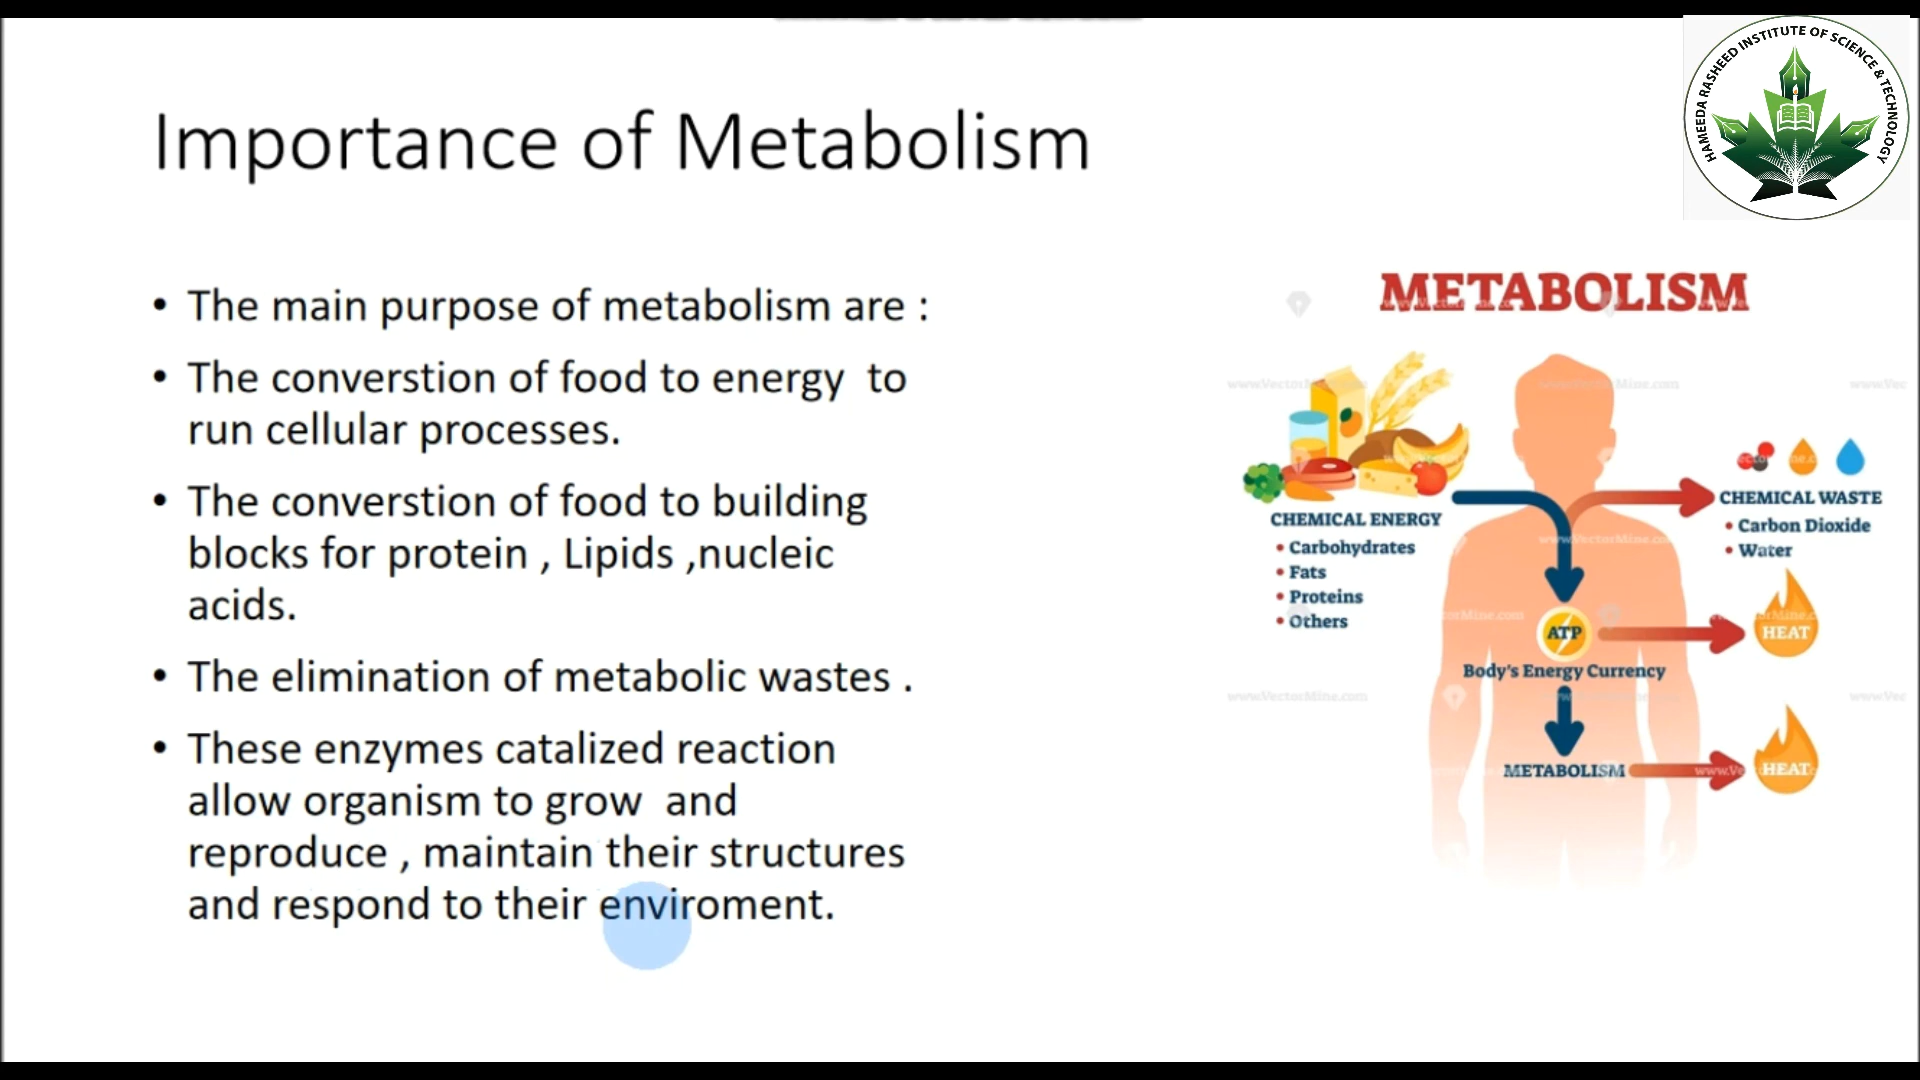 HAMEEDA RASHEED INSTITUTE OF SCIENCE & TECHNOLOGY
Importance of Metabolism
• The main purpose of metabolism are :
• The converstion of food to energy to
run cellular processes.
• The converstion of food to building
blocks for protein , Lipids ,nucleic
acids.
• The elimination of metabolic wastes .
• These enzymes catalized reaction
allow organism to grow and
reproduce , maintain their structures
and respond to their enviroment.
METABOLISM
CHEMICAL ENERGY
• Carbohydrates
• Fats
• Proteins
• Others
CHEMICAL WASTE
• Carbon Dioxide
• Water
ATP
HEAT
Body's Energy Currency
METABOLISM
HEAT
www.VectorMine.com